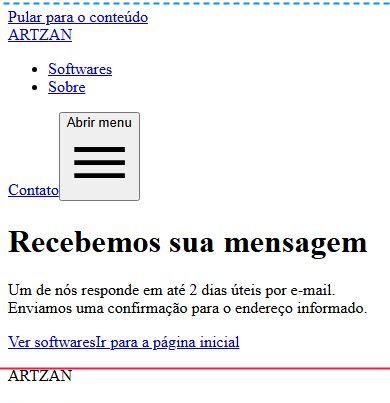 Pular para o conteúdo
ARTZAN
Softwares
Sobre
Abrir menu
Contato
Recebemos sua mensagem
Um de nós responde em até 2 dias úteis por e-mail.
Enviamos uma confirmação para o endereço informado.
Ver softwaresIr para a página inicial
ARTZAN